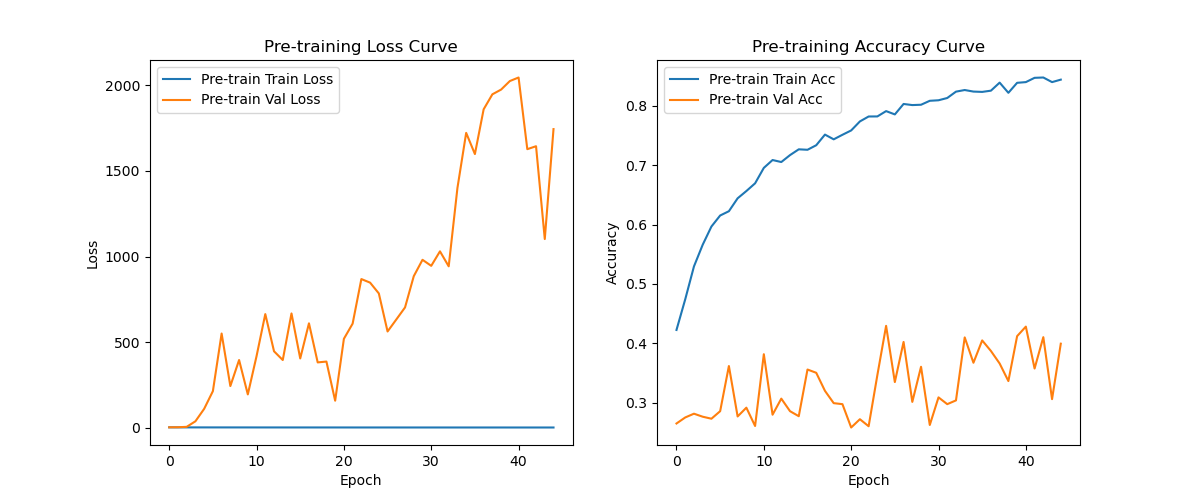 Pre-training Loss Curve
Pre-train Train Loss
Pre-train Val Loss
2000
1500
1000
500
0
Loss
0 10 20 30 40
Epoch
Pre-training Accuracy Curve
Pre-train Train Acc
Pre-train Val Acc
0.8
0.7
0.6
0.5
0.4
0.3
Accuracy
0 10 20 30 40
Epoch